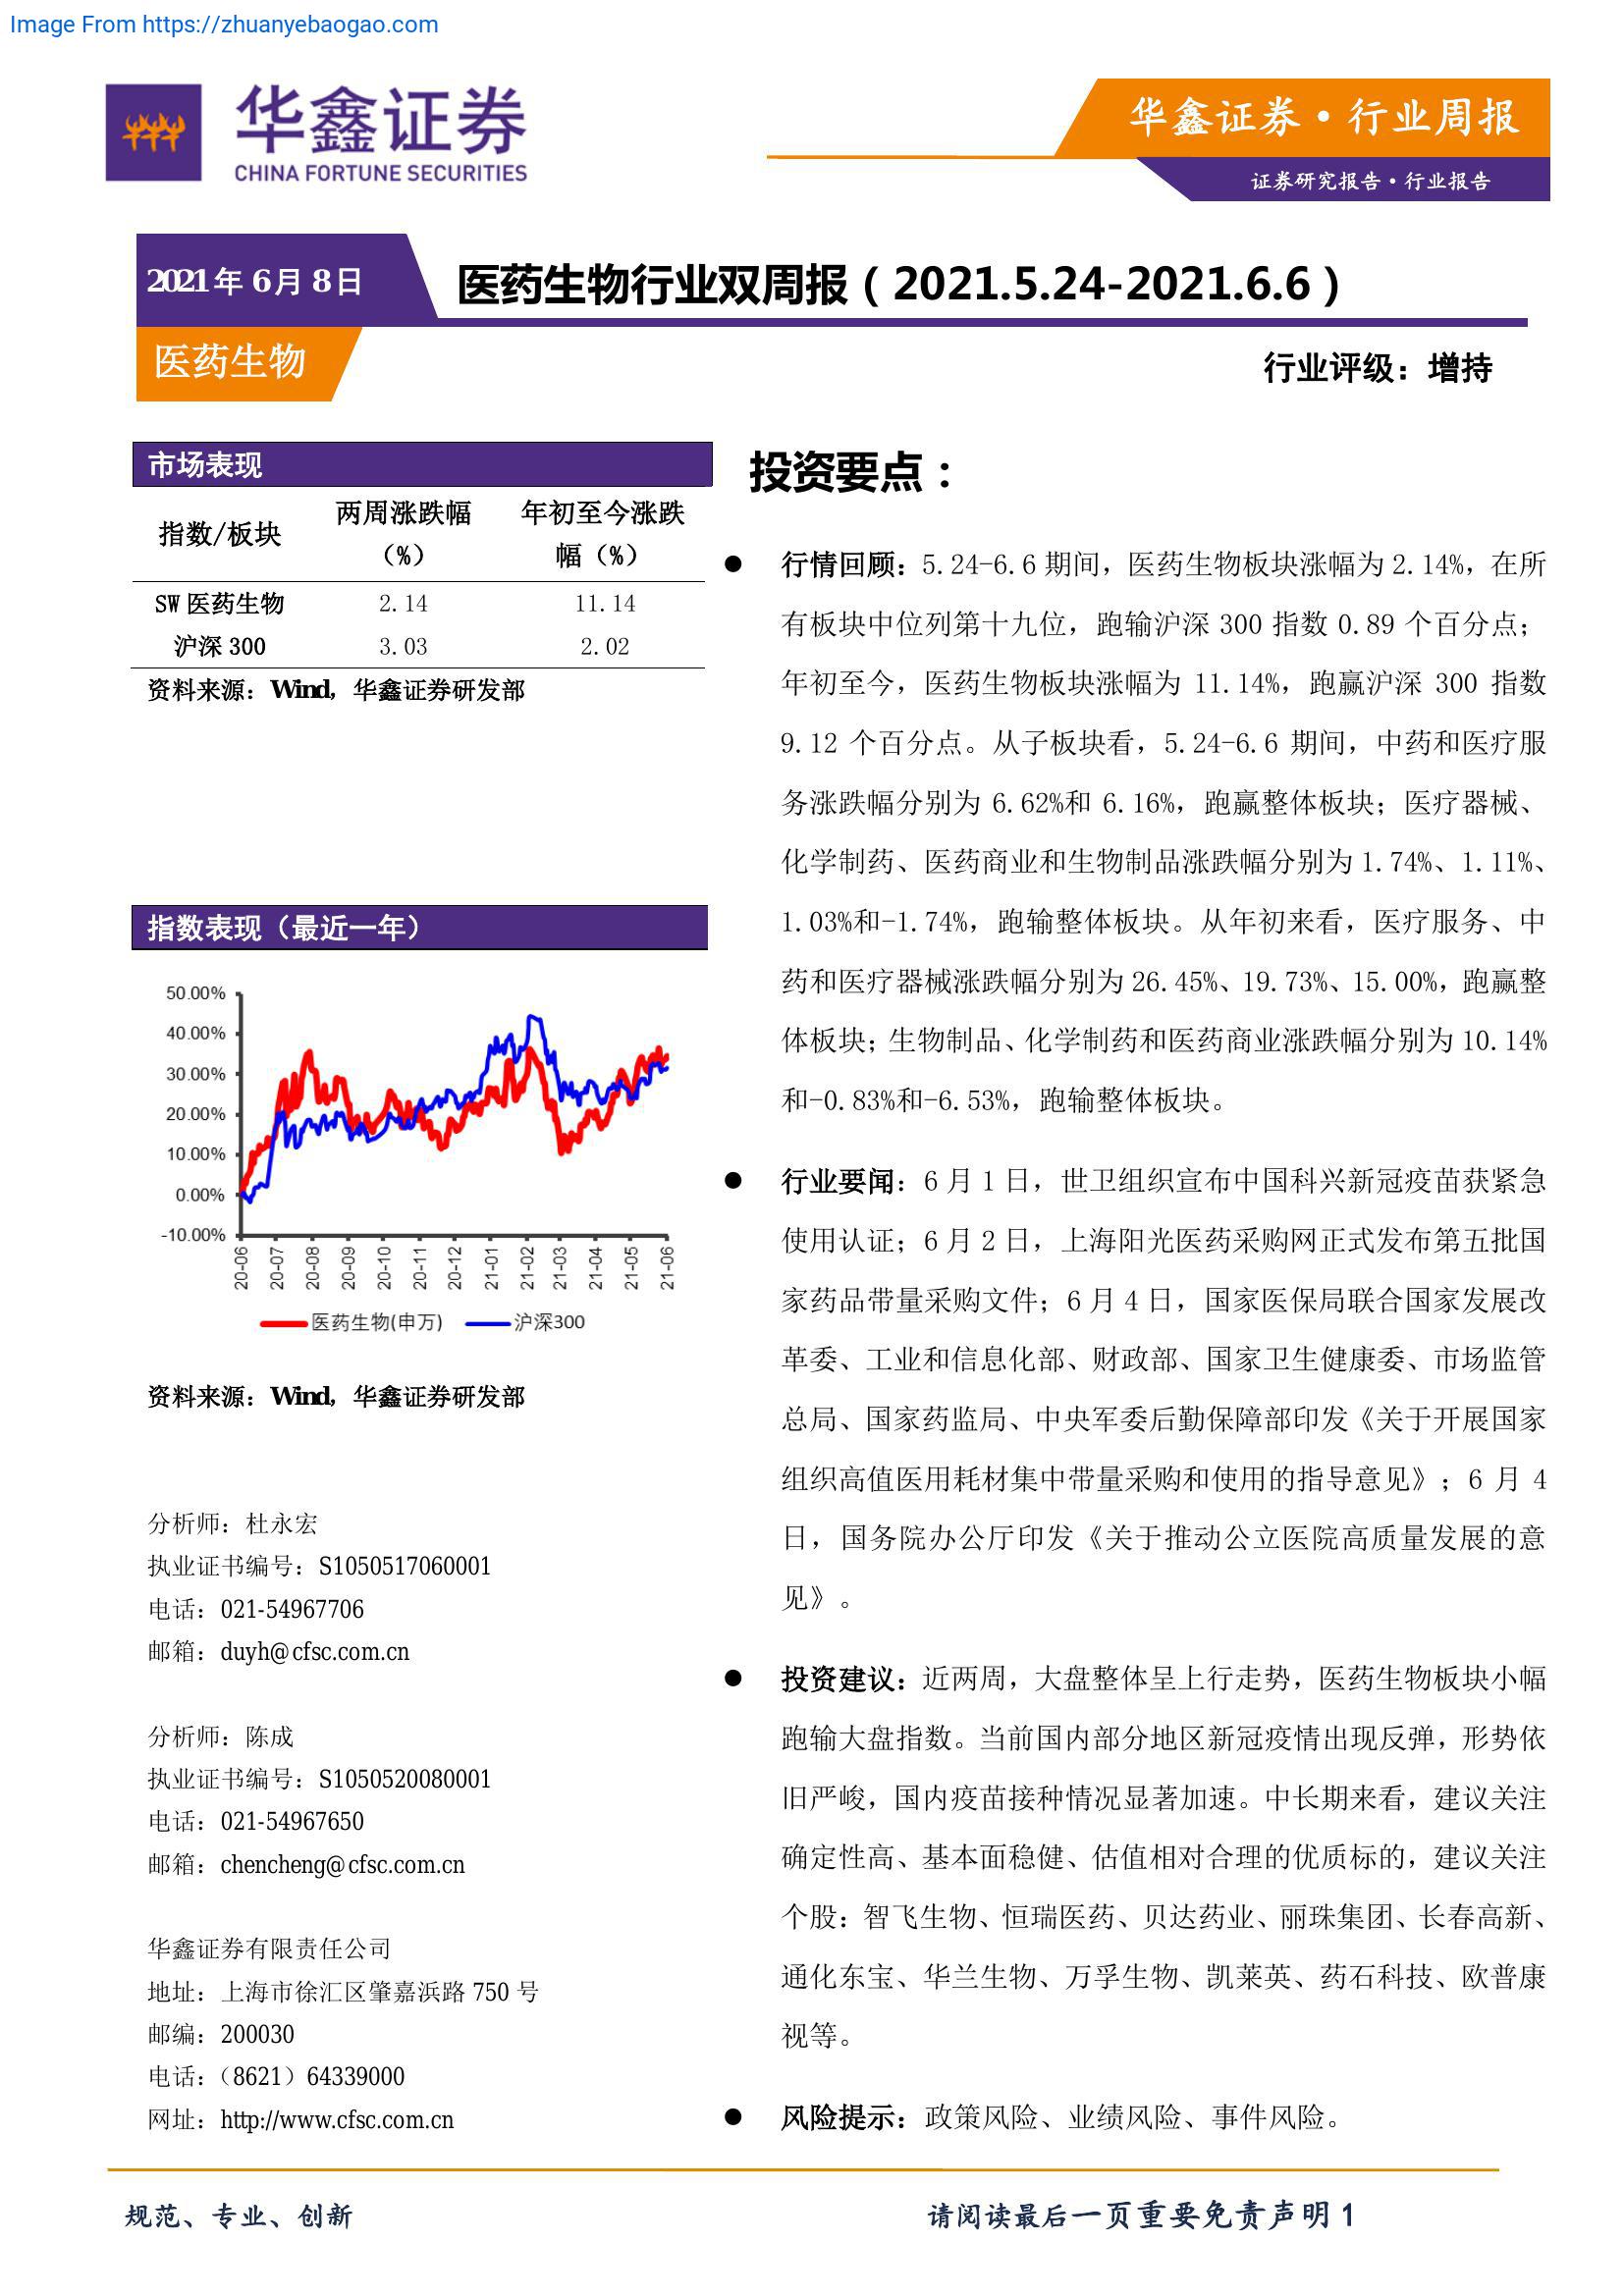 Image From https://zhuanyebaogao.com
华鑫证券
CHINA FORTUNE SECURITIES
华鑫证券·行业周报
证券研究报告·行业报告
2021年6月8日
医药生物行业双周报（2021.5.24-2021.6.6）
医药生物
行业评级：增持
市场表现
指数/板块 两周涨跌幅（%） 年初至今涨跌幅（%）
SW 医药生物 2.14 11.14
沪深 300 3.03 2.02
资料来源：Wind，华鑫证券研发部
指数表现（最近一年）
50.00%
40.00%
30.00%
20.00%
10.00%
0.00%
-10.00%
20-06 20-07 20-08 20-09 20-10 20-11 20-12 21-01 21-02 21-03 21-04 21-05 21-06
医药生物(申万) 沪深300
资料来源：Wind，华鑫证券研发部
分析师：杜永宏
执业证书编号：S1050517060001
电话：021-54967706
邮箱：duyh@cfsc.com.cn
分析师：陈成
执业证书编号：S1050520080001
电话：021-54967650
邮箱：chencheng@cfsc.com.cn
华鑫证券有限责任公司
地址：上海市徐汇区肇嘉浜路 750 号
邮编：200030
电话：（8621）64339000
网址：http://www.cfsc.com.cn
投资要点：
● 行情回顾：5.24-6.6 期间，医药生物板块涨幅为 2.14%，在所
有板块中位列第十九位，跑输沪深 300 指数 0.89 个百分点；
年初至今，医药生物板块涨幅为 11.14%，跑赢沪深 300 指数
9.12 个百分点。从子板块看，5.24-6.6 期间，中药和医疗服
务涨跌幅分别为 6.62%和 6.16%，跑赢整体板块；医疗器械、
化学制药、医药商业和生物制品涨跌幅分别为 1.74%、1.11%、
1.03%和-1.74%，跑输整体板块。从年初来看，医疗服务、中
药和医疗器械涨跌幅分别为 26.45%、19.73%、15.00%，跑赢整
体板块；生物制品、化学制药和医药商业涨跌幅分别为 10.14%
和-0.83%和-6.53%，跑输整体板块。
● 行业要闻：6 月 1 日，世卫组织宣布中国科兴新冠疫苗获紧急
使用认证；6 月 2 日，上海阳光医药采购网正式发布第五批国
家药品带量采购文件；6 月 4 日，国家医保局联合国家发展改
革委、工业和信息化部、财政部、国家卫生健康委、市场监管
总局、国家药监局、中央军委后勤保障部印发《关于开展国家
组织高值医用耗材集中带量采购和使用的指导意见》；6 月 4
日，国务院办公厅印发《关于推动公立医院高质量发展的意
见》。
● 投资建议：近两周，大盘整体呈上行走势，医药生物板块小幅
跑输大盘指数。当前国内部分地区新冠疫情出现反弹，形势依
旧严峻，国内疫苗接种情况显著加速。中长期来看，建议关注
确定性高、基本面稳健、估值相对合理的优质标的，建议关注
个股：智飞生物、恒瑞医药、贝达药业、丽珠集团、长春高新、
通化东宝、华兰生物、万孚生物、凯莱英、药石科技、欧普康
视等。
● 风险提示：政策风险、业绩风险、事件风险。
规范、专业、创新
请阅读最后一页重要免责声明 1